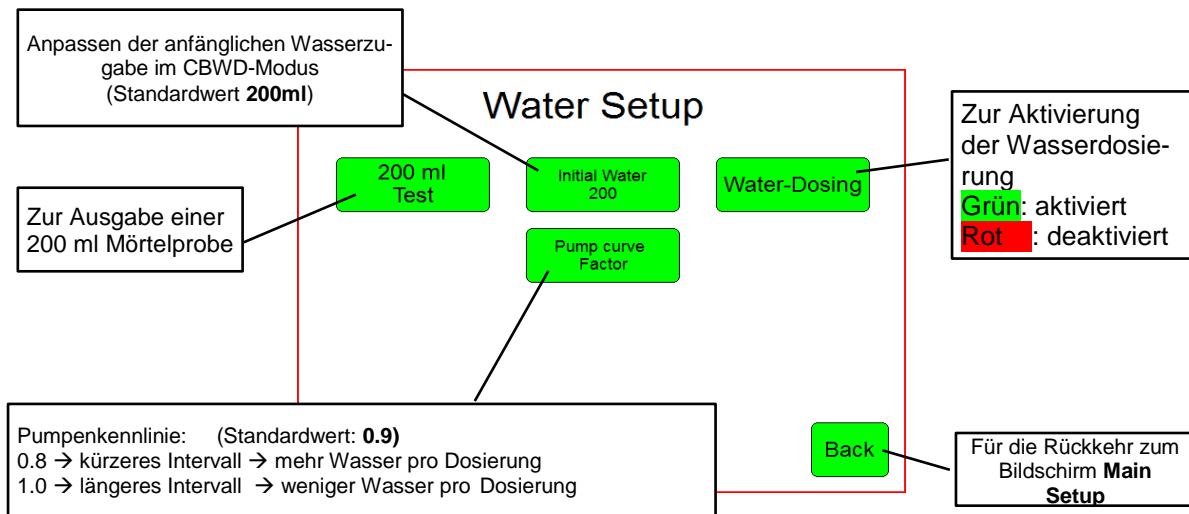 Anpassen der anfänglichen Wasserzu-
gabe im CBWD-Modus
(Standardwert 200ml)
Water Setup
Zur Aktivierung
der Wasserdosie-
rung
Grün: aktiviert
Rot : deaktiviert
200 ml
Test
Initial Water
200
Water-Dosing
Zur Ausgabe einer
200 ml Mörtelprobe
Pump curve
Factor
Pumpenkennlinie: (Standardwert: 0.9)
0.8 → kürzeres Intervall → mehr Wasser pro Dosierung
1.0 → längeres Intervall → weniger Wasser pro Dosierung
Back
Für die Rückkehr zum
Bildschirm Main
Setup